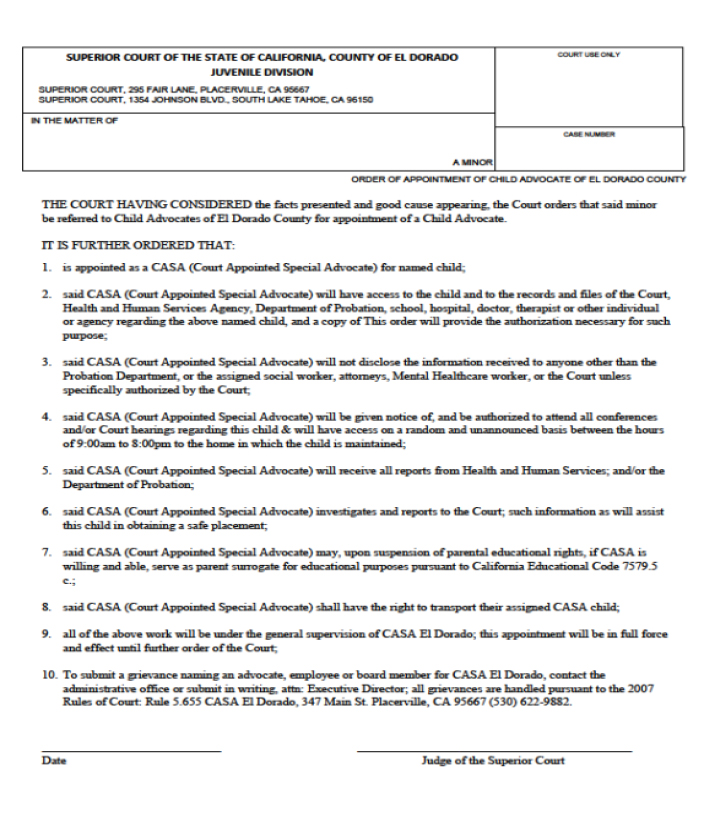 SUPERIOR COURT OF THE STATE OF CALIFORNIA, COUNTY OF EL DORADO
JUVENILE DIVISION
SUPERIOR COURT, 295 FAIR LANE, PLACERVILLE, CA 95667
SUPERIOR COURT, 1354 JOHNSON BLVD., SOUTH LAKE TAHOE, CA 96150
COURT USE ONLY
IN THE MATTER OF
A MINOR
CASE NUMBER
ORDER OF APPOINTMENT OF CHILD ADVOCATE OF EL DORADO COUNTY
THE COURT HAVING CONSIDERED the facts presented and good cause appearing, the Court orders that said minor
be referred to Child Advocates of El Dorado County for appointment of a Child Advocate.
IT IS FURTHER ORDERED THAT:
1. is appointed as a CASA (Court Appointed Special Advocate) for named child;
2. said CASA (Court Appointed Special Advocate) will have access to the child and to the records and files of the Court,
Health and Human Services Agency, Department of Probation, school, hospital, doctor, therapist or other individual
or agency regarding the above named child, and a copy of This order will provide the authorization necessary for such
purpose;
3. said CASA (Court Appointed Special Advocate) will not disclose the information received to anyone other than the
Probation Department, or the assigned social worker, attorneys, Mental Healthcare worker, or the Court unless
specifically authorized by the Court;
4. said CASA (Court Appointed Special Advocate) will be given notice of, and be authorized to attend all conferences
and/or Court hearings regarding this child & will have access on a random and unannounced basis between the hours
of 9:00am to 8:00pm to the home in which the child is maintained;
5. said CASA (Court Appointed Special Advocate) will receive all reports from Health and Human Services; and/or the
Department of Probation;
6. said CASA (Court Appointed Special Advocate) investigates and reports to the Court; such information as will assist
this child in obtaining a safe placement;
7. said CASA (Court Appointed Special Advocate) may, upon suspension of parental educational rights, if CASA is
willing and able, serve as parent surrogate for educational purposes pursuant to California Educational Code 7579.5
c.;
8. said CASA (Court Appointed Special Advocate) shall have the right to transport their assigned CASA child;
9. all of the above work will be under the general supervision of CASA El Dorado; this appointment will be in full force
and effect until further order of the Court;
10. To submit a grievance naming an advocate, employee or board member for CASA El Dorado, contact the
administrative office or submit in writing, attn: Executive Director; all grievances are handled pursuant to the 2007
Rules of Court: Rule 5.655 CASA El Dorado, 347 Main St. Placerville, CA 95667 (530) 622-9882.
Date
Judge of the Superior Court